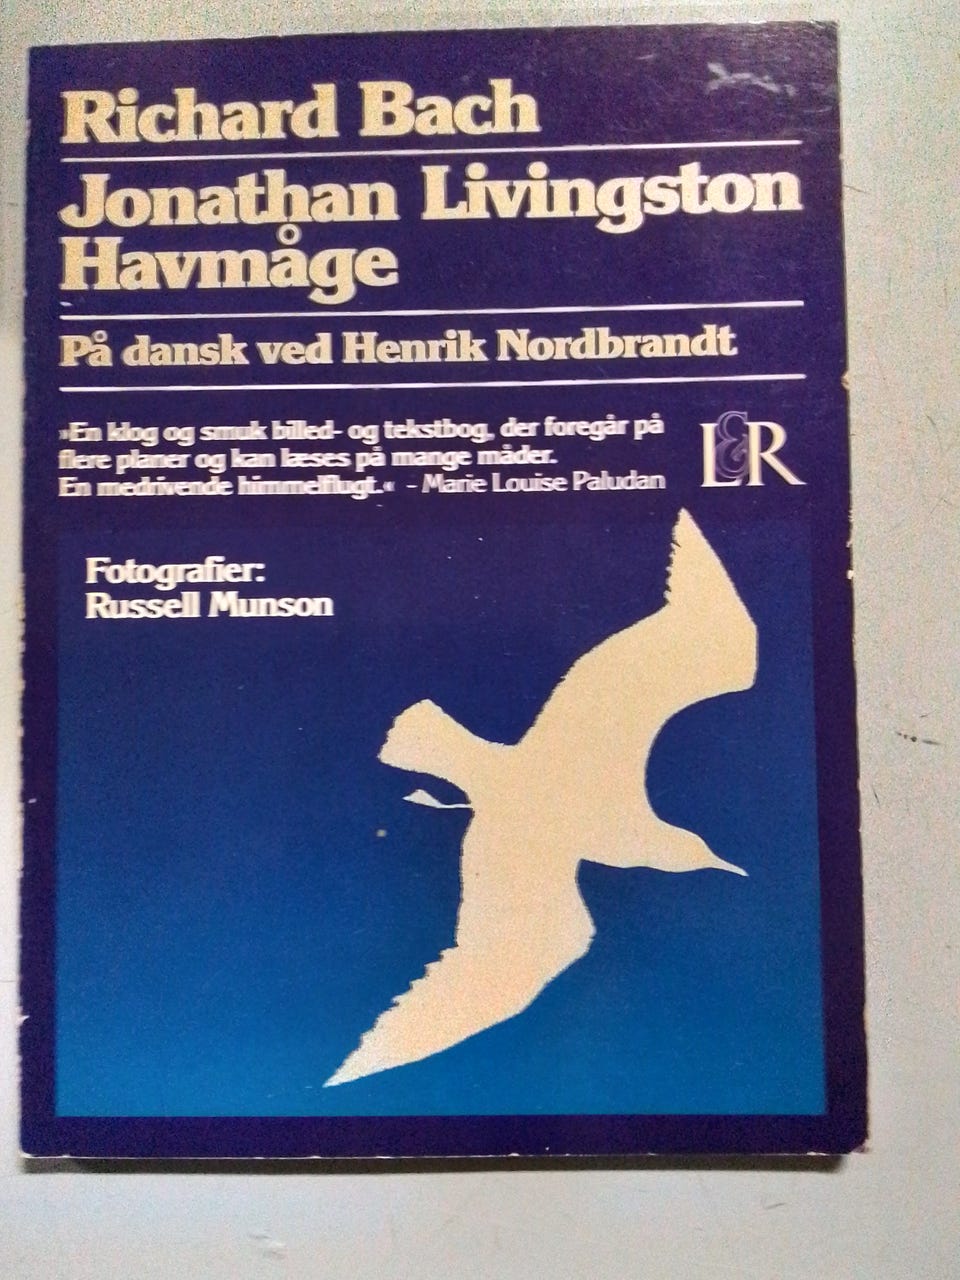 Richard Bach
Jonathan Livingston
Havmåge
På dansk ved Henrik Nordbrandt
»En klog og smuk billed- og tekstbog, der foregår på
flere planer og kan læses på mange måder.
En medrivende himmelflugt.« - Marie Louise Paludan
L&R
Fotografier:
Russell Munson